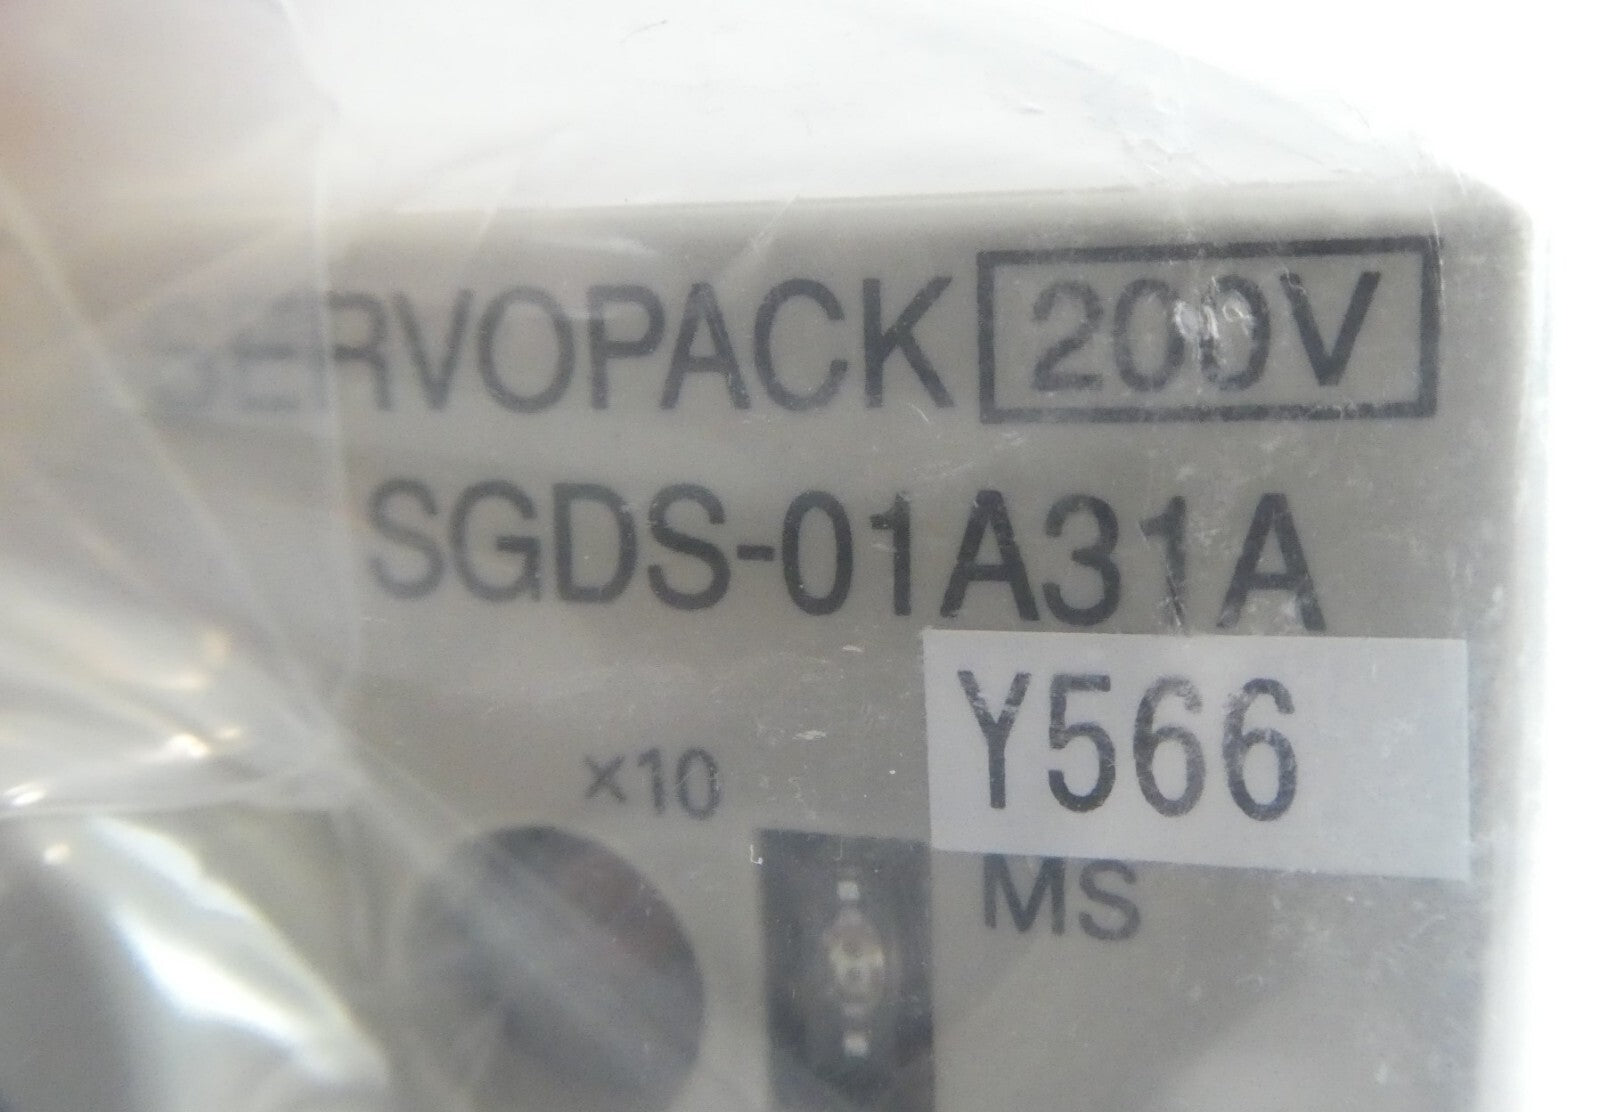 SERVOPACK 200V
SGDS-01A31A
Y566
×10
MS